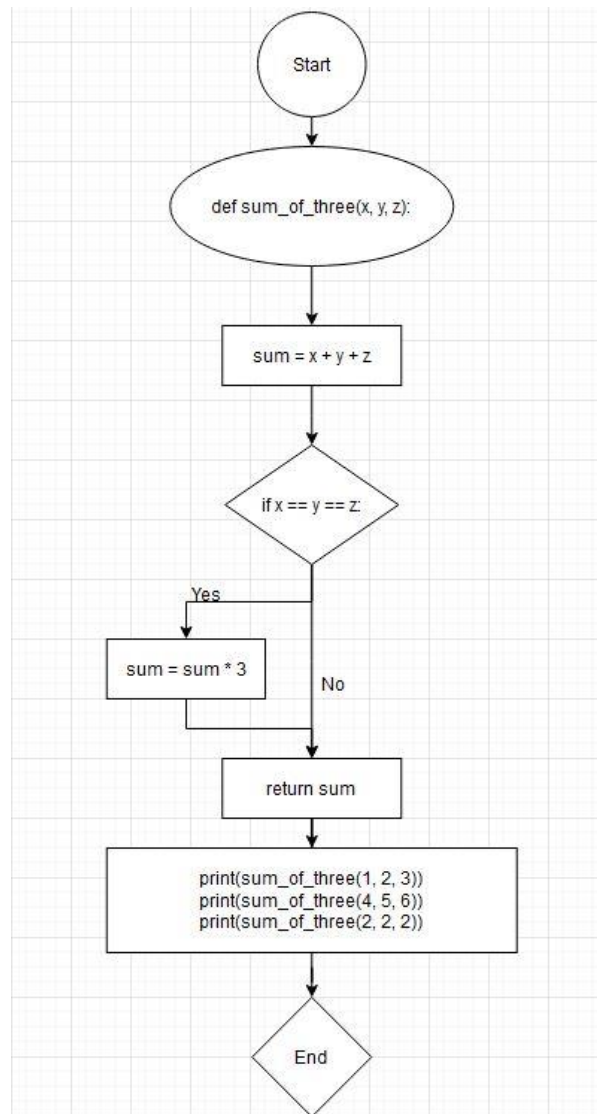 Start
def sum_of_three(x, y, z):
sum = x + y + z
if x == y == z:
Yes
sum = sum * 3
No
return sum
print(sum_of_three(1, 2, 3))
print(sum_of_three(4, 5, 6))
print(sum_of_three(2, 2, 2))
End